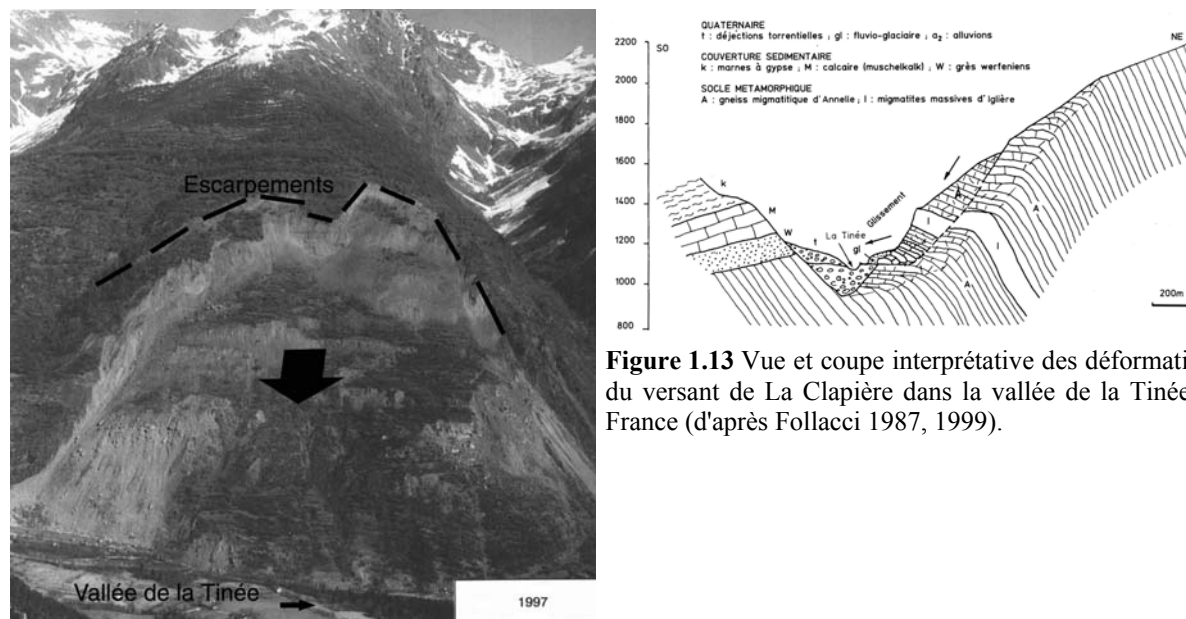 Escarpements
Vallée de la Tinée
1997
QUATERNAIRE
t : déjections torrentielles ; gl : fluvio-glaciaire ; a₂ : alluvions
COUVERTURE SEDIMENTAIRE
k : marnes à gypse ; M : calcaire (muschelkalk) ; W : grès werfeniens
SOCLE METAMORPHIQUE
A : gneiss migmatitique d'Annelle ; I : migmatites massives d'Iglière
2200
2000
1800
1600
1400
1200
1000
800
SO
NE
k
M
W
t
La Tinée
gl
Glissement
A
I
A
I
A
200m
Figure 1.13 Vue et coupe interprétative des déformati
du versant de La Clapière dans la vallée de la Tinée
France (d'après Follacci 1987, 1999).